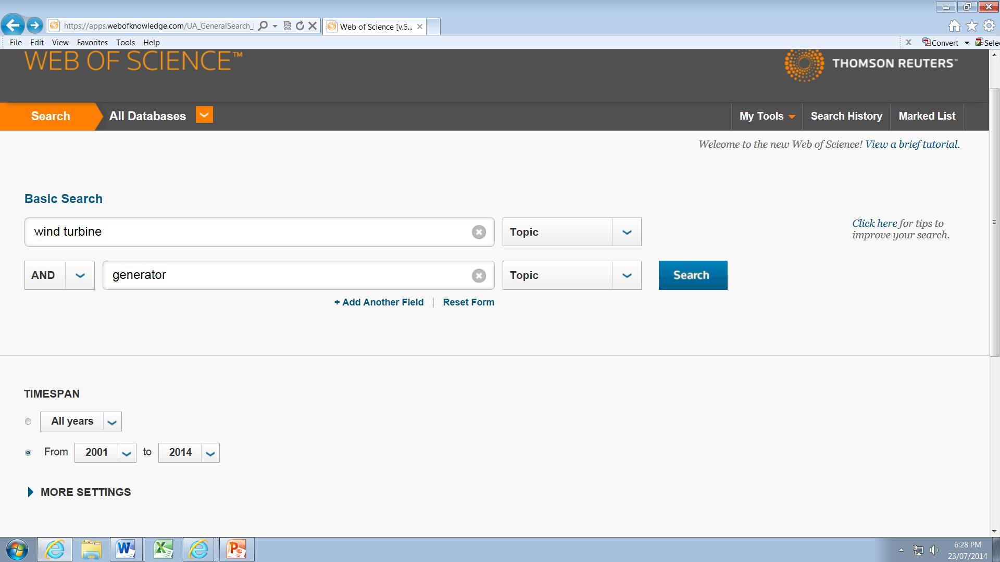 https://apps.webofknowledge.com/UA_GeneralSearch_i
Web of Science [v.5...
File Edit View Favorites Tools Help
x Convert Sele
WEB OF SCIENCE™
THOMSON REUTERS™
Search All Databases My Tools Search History Marked List
Welcome to the new Web of Science! View a brief tutorial.
Basic Search
wind turbine Topic
Click here for tips to
improve your search.
AND generator Topic Search
+ Add Another Field | Reset Form
TIMESPAN
All years
From 2001 to 2014
MORE SETTINGS
6:28 PM
23/07/2014